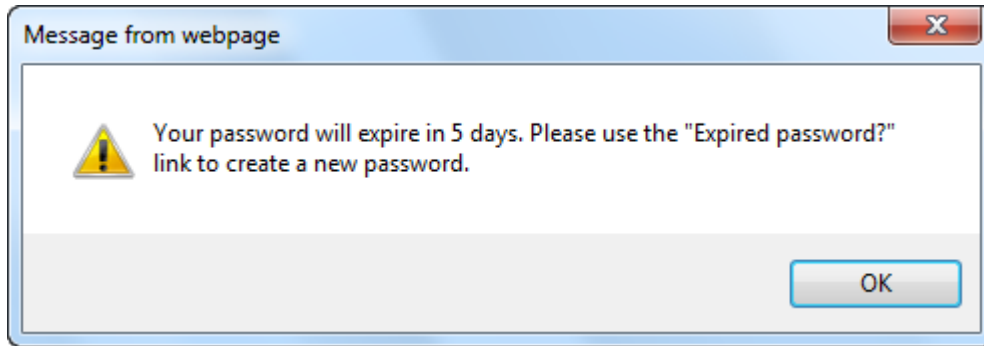 Message from webpage
Your password will expire in 5 days. Please use the "Expired password?"
link to create a new password.
OK